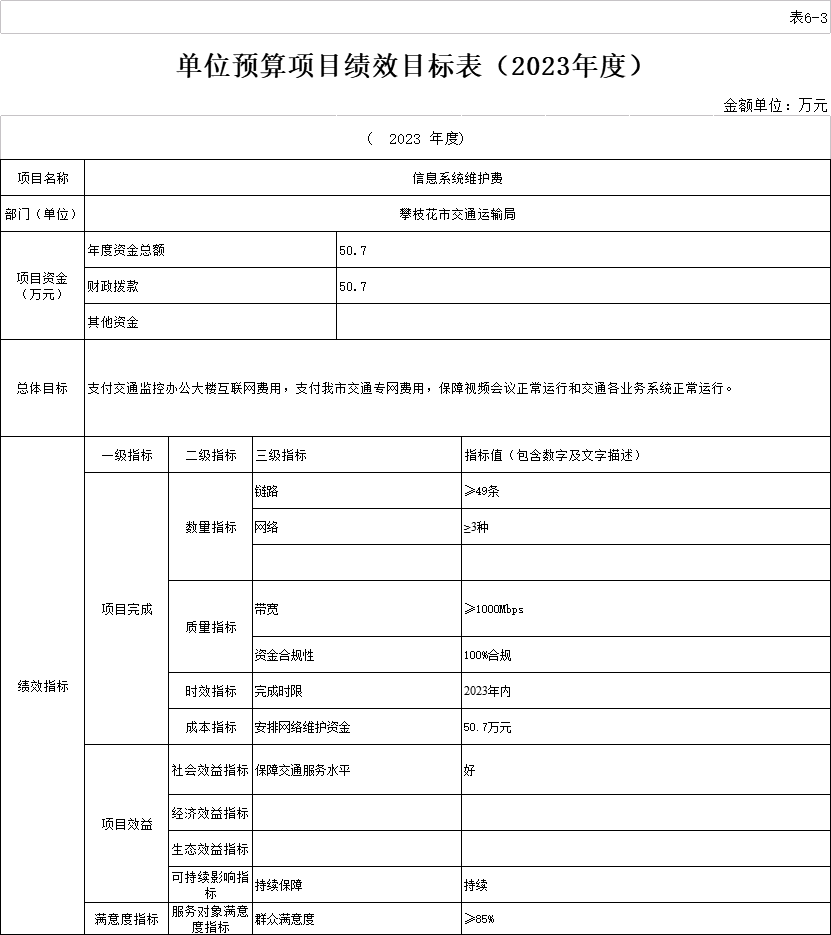 表6-3
单位预算项目绩效目标表（2023年度）
金额单位：万元
( 2023 年度)
项目名称 信息系统维护费
部门（单位） 攀枝花市交通运输局
项目资金
（万元）
年度资金总额 50.7
财政拨款 50.7
其他资金
总体目标 支付交通监控办公大楼互联网费用，支付我市交通专网费用，保障视频会议正常运行和交通各业务系统正常运行。
绩效指标
一级指标 二级指标 三级指标 指标值（包含数字及文字描述）
项目完成
数量指标
链路 ≥49条
网络 ≥3种
质量指标
带宽 ≥1000Mbps
资金合规性 100%合规
时效指标 完成时限 2023年内
成本指标 安排网络维护资金 50.7万元
项目效益
社会效益指标 保障交通服务水平 好
经济效益指标
生态效益指标
可持续影响指
标
持续保障 持续
满意度指标
服务对象满意
度指标
群众满意度 ≥85%